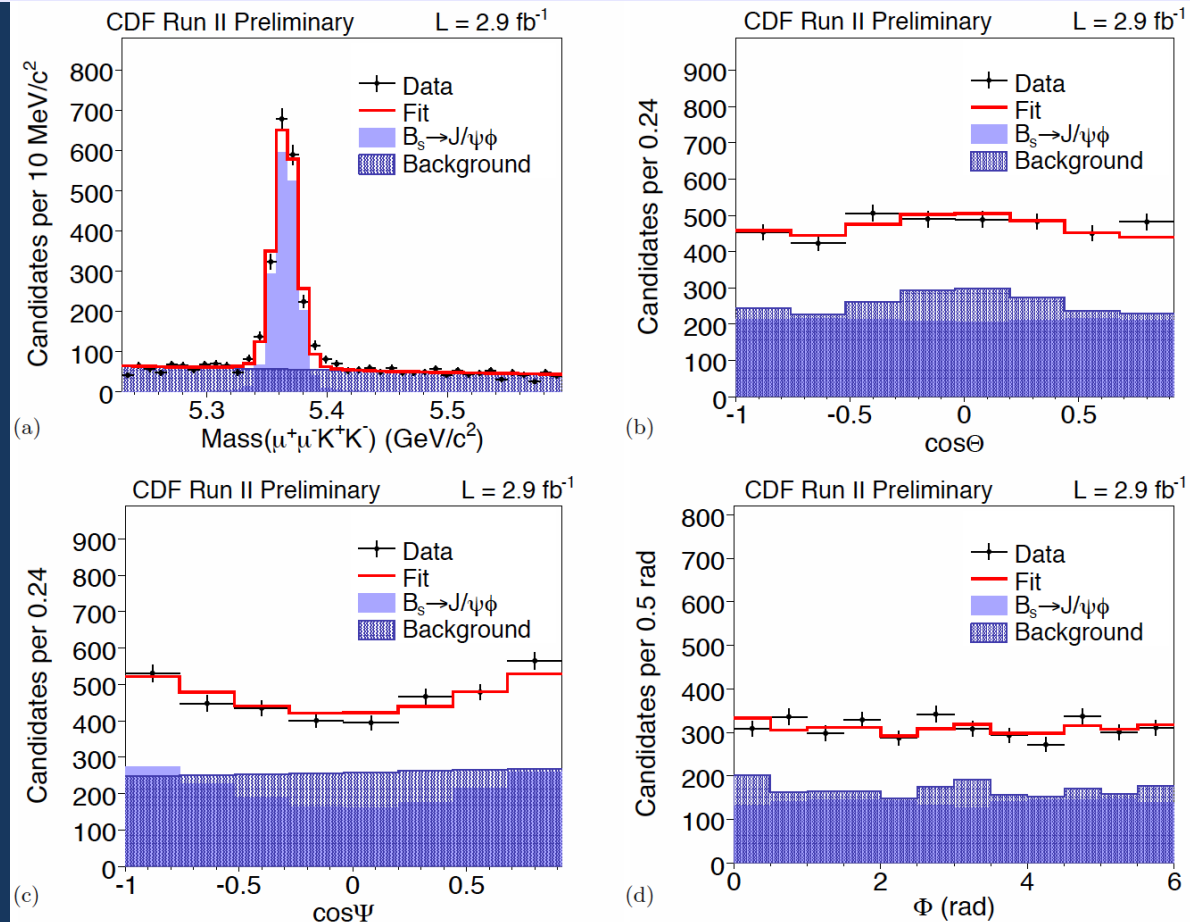 CDF Run II Preliminary L = 2.9 fb⁻¹
Candidates per 10 MeV/c²
800
700
600
500
400
300
200
100
0
Data
Fit
Bₛ→J/ψϕ
Background
5.3 5.4 5.5
(a)
Mass(μ⁺μ⁻K⁺K⁻) (GeV/c²)
CDF Run II Preliminary L = 2.9 fb⁻¹
Candidates per 0.24
900
800
700
600
500
400
300
200
100
0
Data
Fit
Bₛ→J/ψϕ
Background
-1 -0.5 0 0.5
(b)
cosΘ
CDF Run II Preliminary L = 2.9 fb⁻¹
Candidates per 0.24
900
800
700
600
500
400
300
200
100
0
Data
Fit
Bₛ→J/ψϕ
Background
-1 -0.5 0 0.5
(c)
cosΨ
CDF Run II Preliminary L = 2.9 fb⁻¹
Candidates per 0.5 rad
800
700
600
500
400
300
200
100
0
Data
Fit
Bₛ→J/ψϕ
Background
0 2 4 6
(d)
Φ (rad)